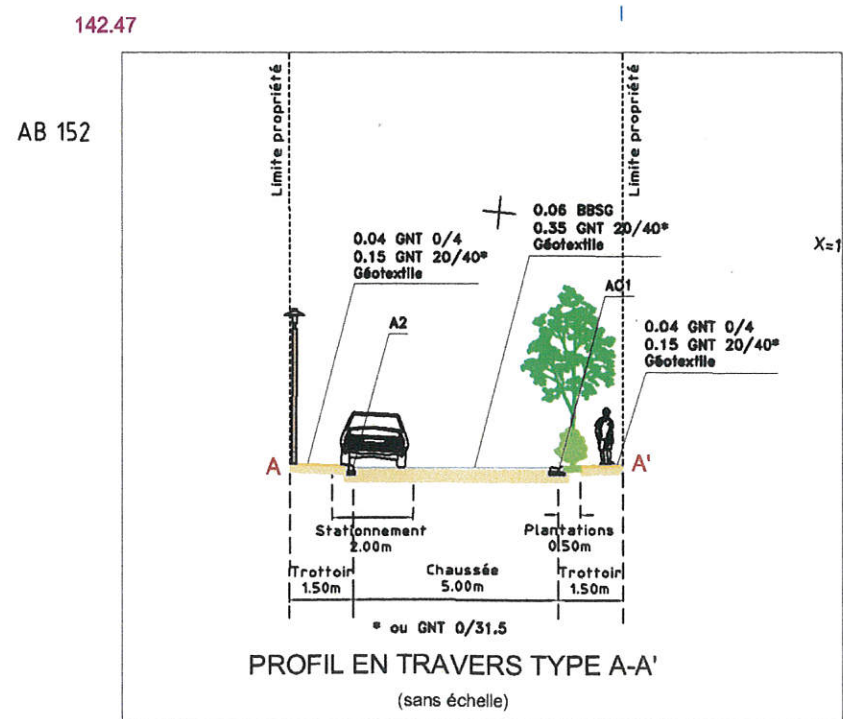 142.47
AB 152
Limite propriété
Limite propriété
0.06 BBSG
0.35 GNT 20/40*
Géotextile
X=1
0.04 GNT 0/4
0.15 GNT 20/40*
Géotextile
AC1
A2
0.04 GNT 0/4
0.15 GNT 20/40*
Géotextile
A
A'
Stationnement
2.00m
Plantations
0.50m
Trottoir
1.50m
Chaussée
5.00m
Trottoir
1.50m
* ou GNT 0/31.5
PROFIL EN TRAVERS TYPE A-A'
(sans échelle)